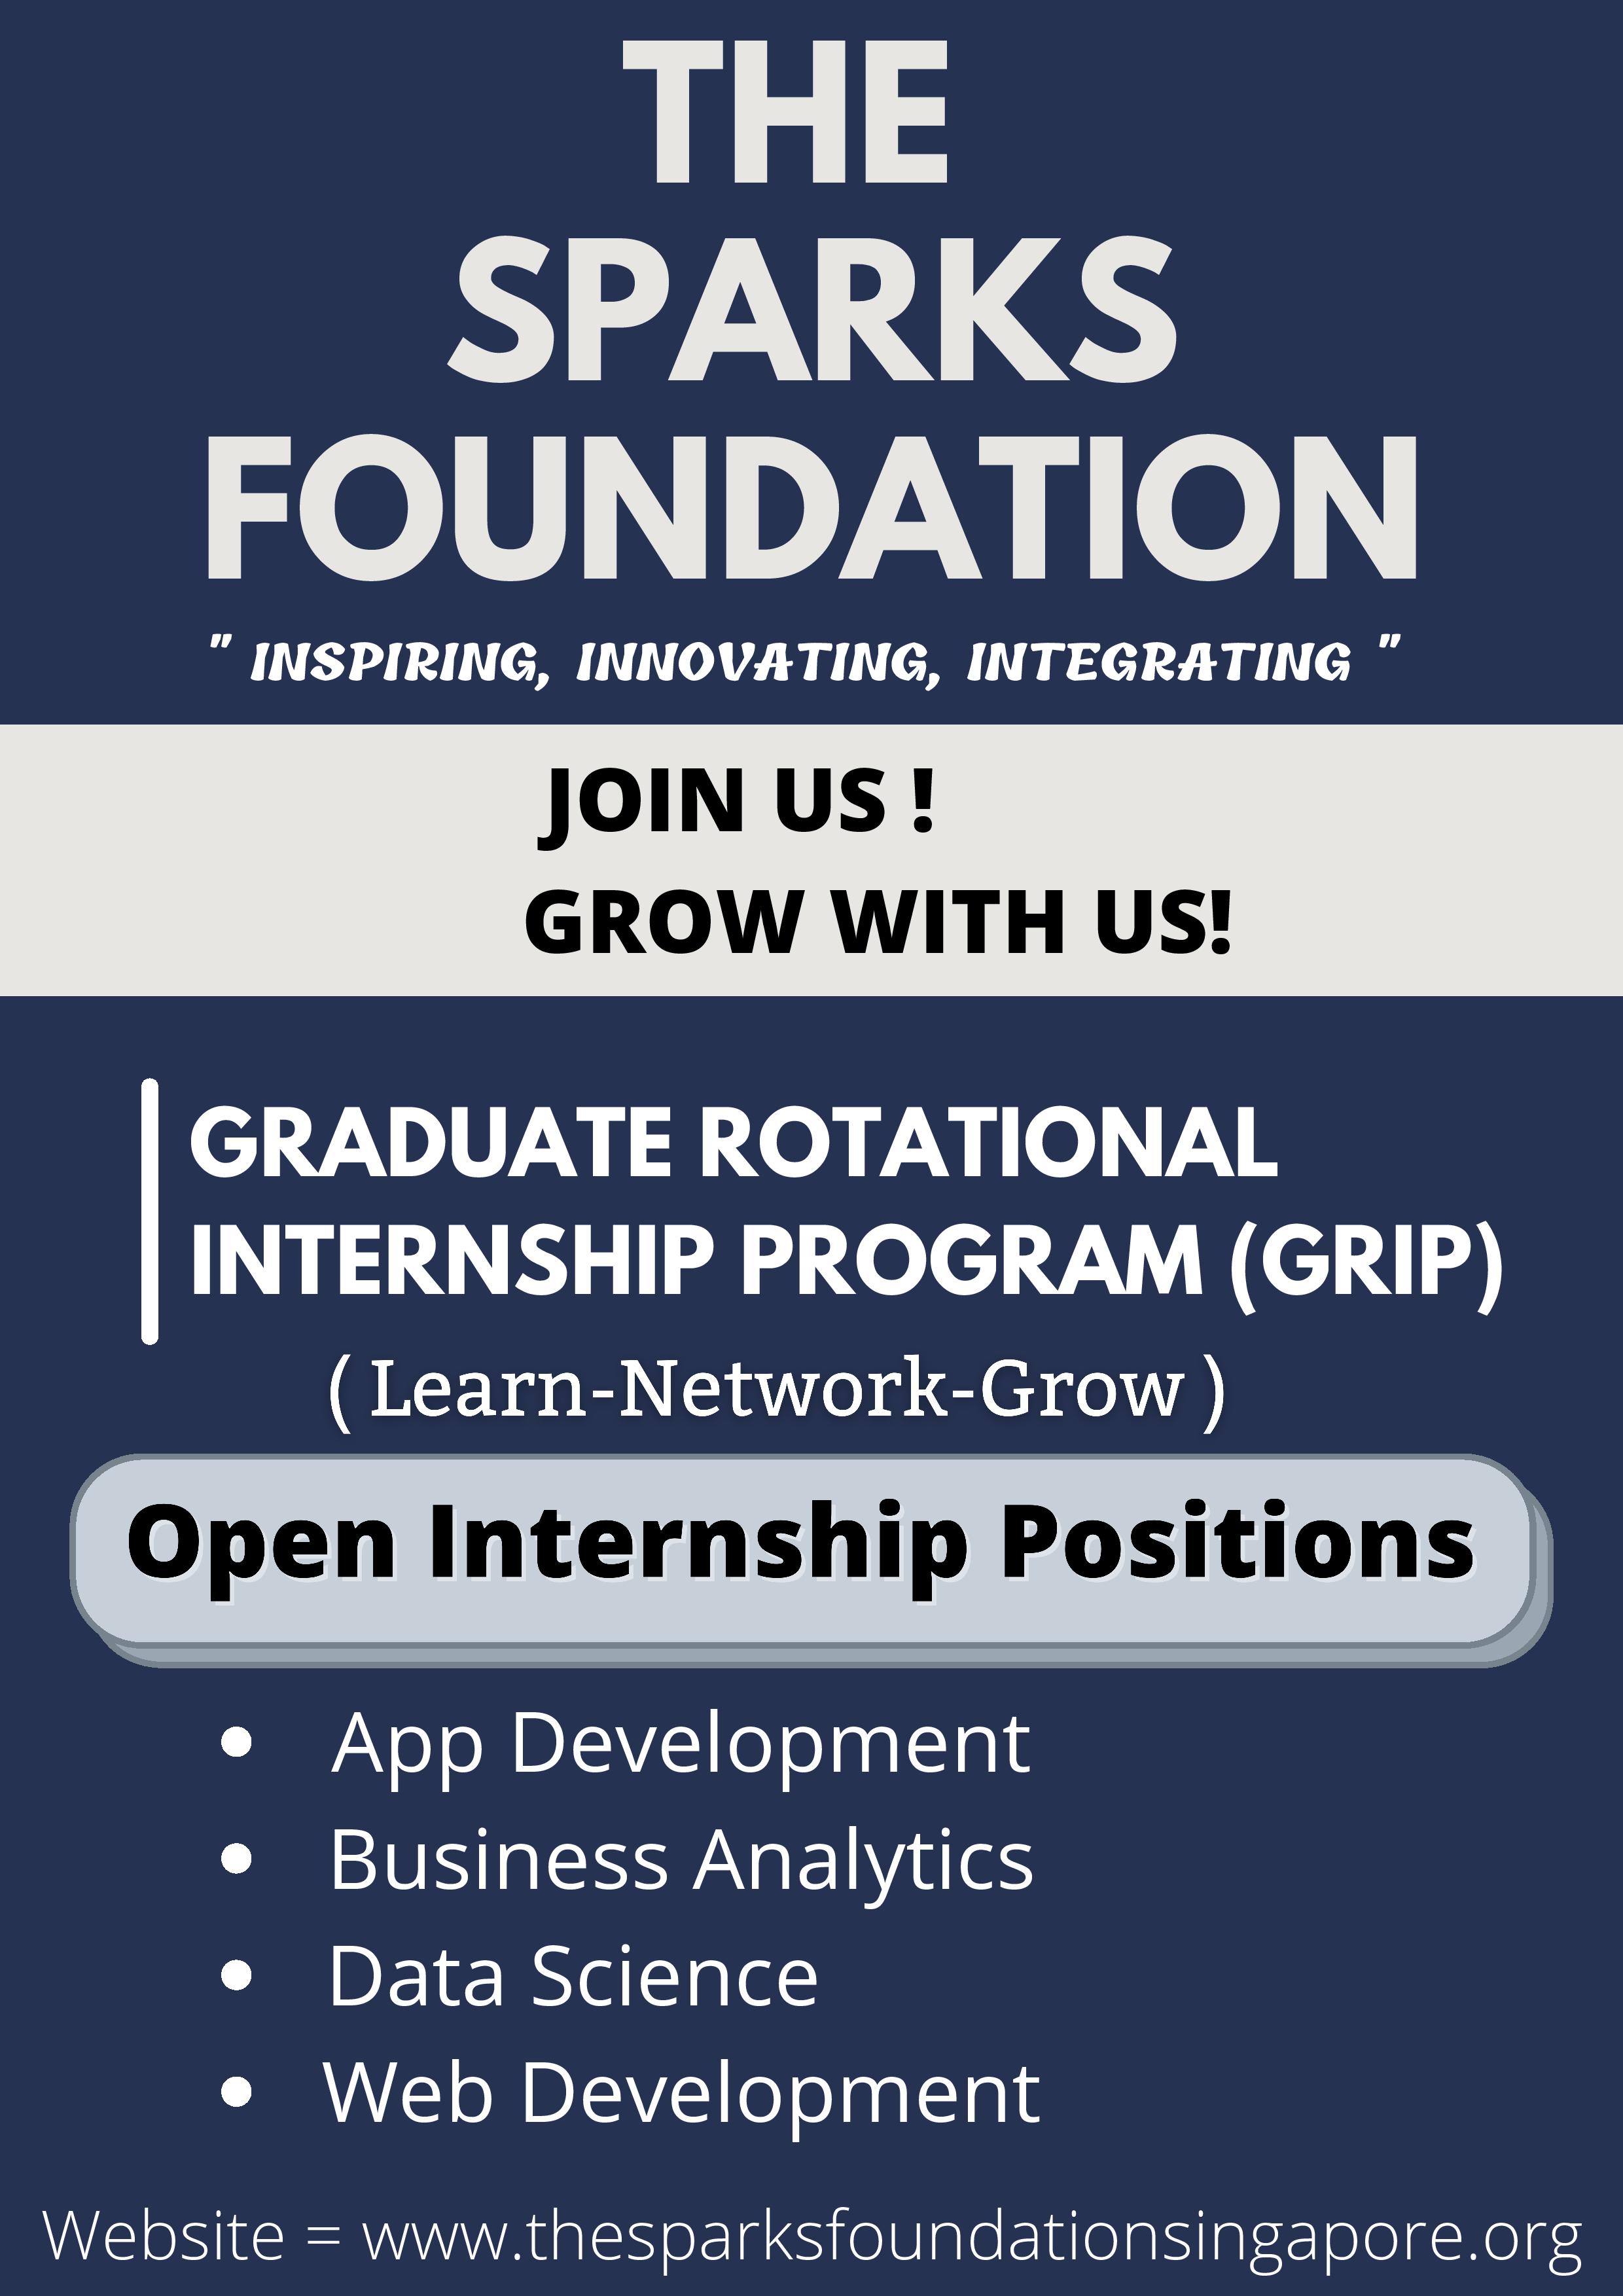 THE
SPARKS
FOUNDATION
" INSPIRING, INNOVATING, INTEGRATING "
JOIN US !
GROW WITH US!
GRADUATE ROTATIONAL
INTERNSHIP PROGRAM (GRIP)
( Learn-Network-Grow )
Open Internship Positions
• App Development
• Business Analytics
• Data Science
• Web Development
Website = www.thesparksfoundationsingapore.org